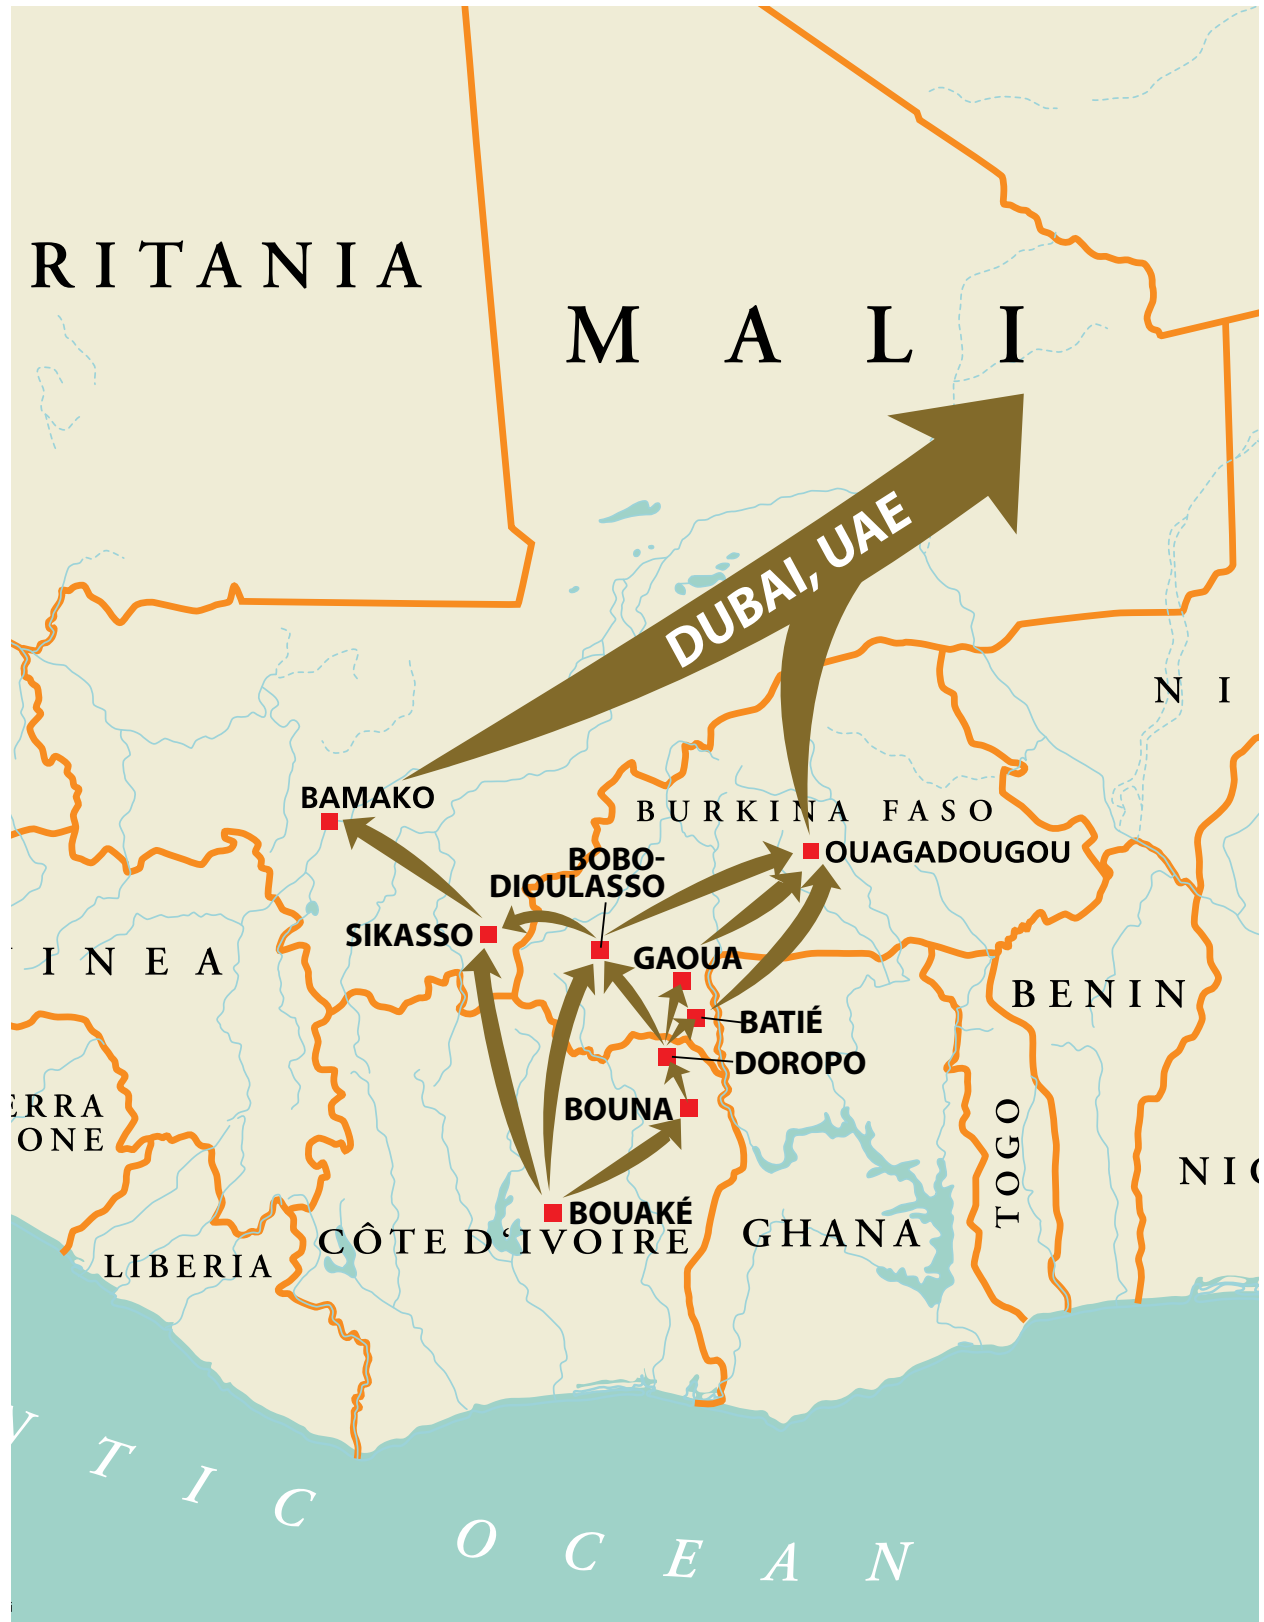 RITANIA
MALI
DUBAI, UAE
NI
BAMAKO
BURKINA FASO
OUAGADOUGOU
BOBO-
DIOULASSO
SIKASSO
GAOUA
INEA
BENIN
BATIÉ
DOROPO
ERRA
ONE
BOUNA
TOGO
NIG
BOUAKÉ
CÔTE D‘IVOIRE
GHANA
LIBERIA
NTIC OCEAN